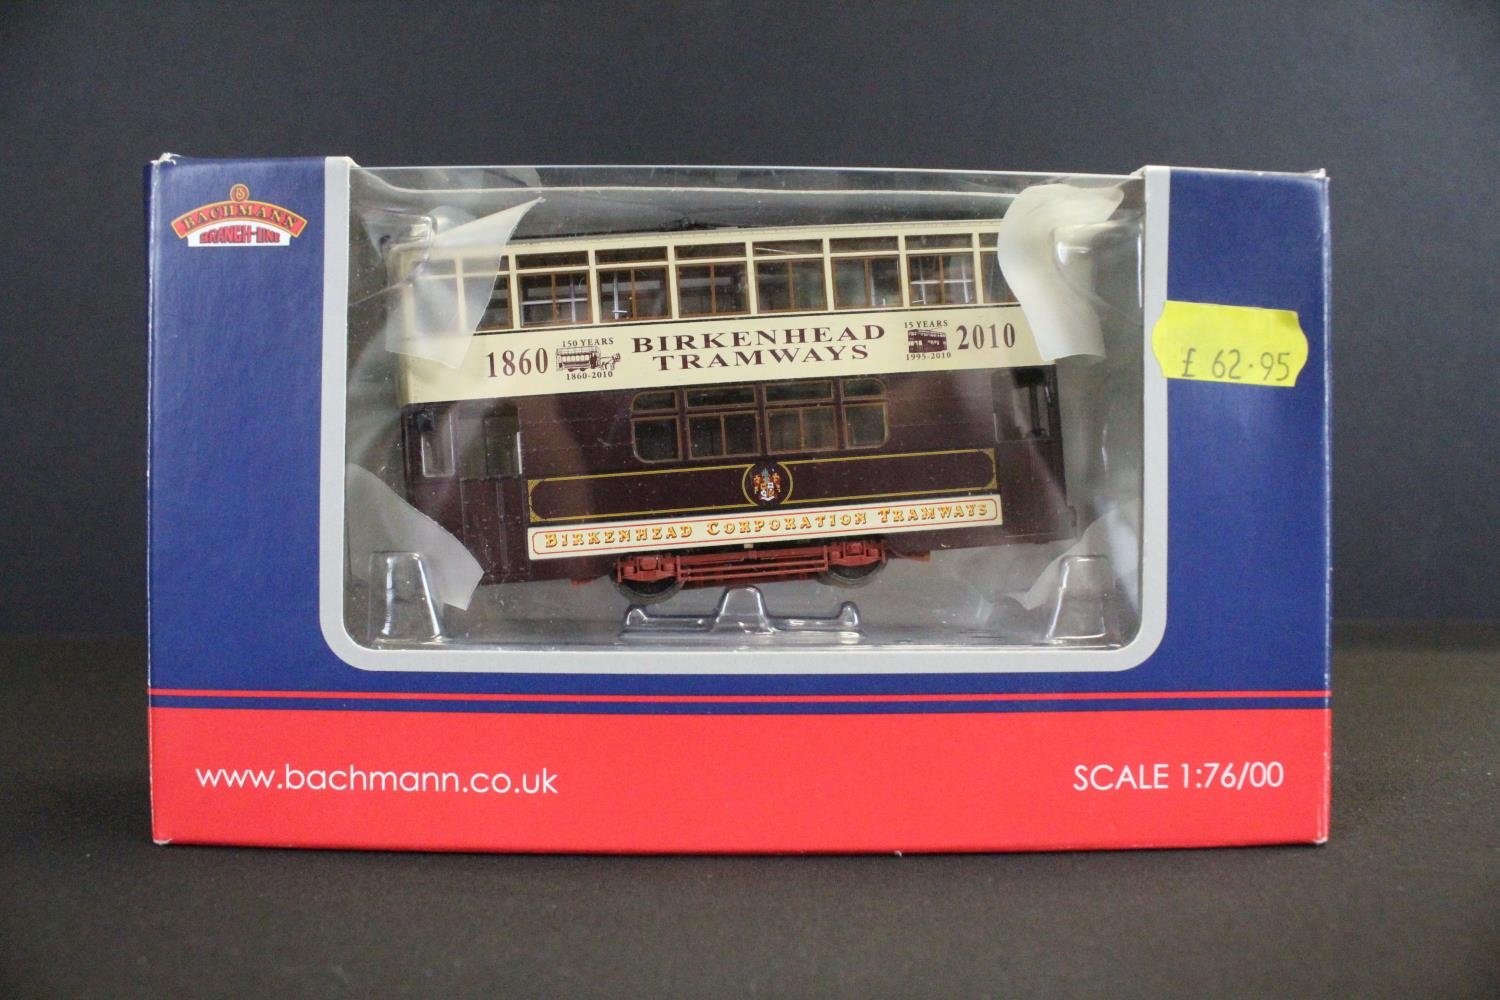 B
BACHMANN
BRANCH-LINE
1860
150 YEARS
1860-2010
BIRKENHEAD
TRAMWAYS
15 YEARS
1995-2010
2010
£ 62.95
BIRKENHEAD CORPORATION TRAMWAYS
www.bachmann.co.uk
SCALE 1:76/00